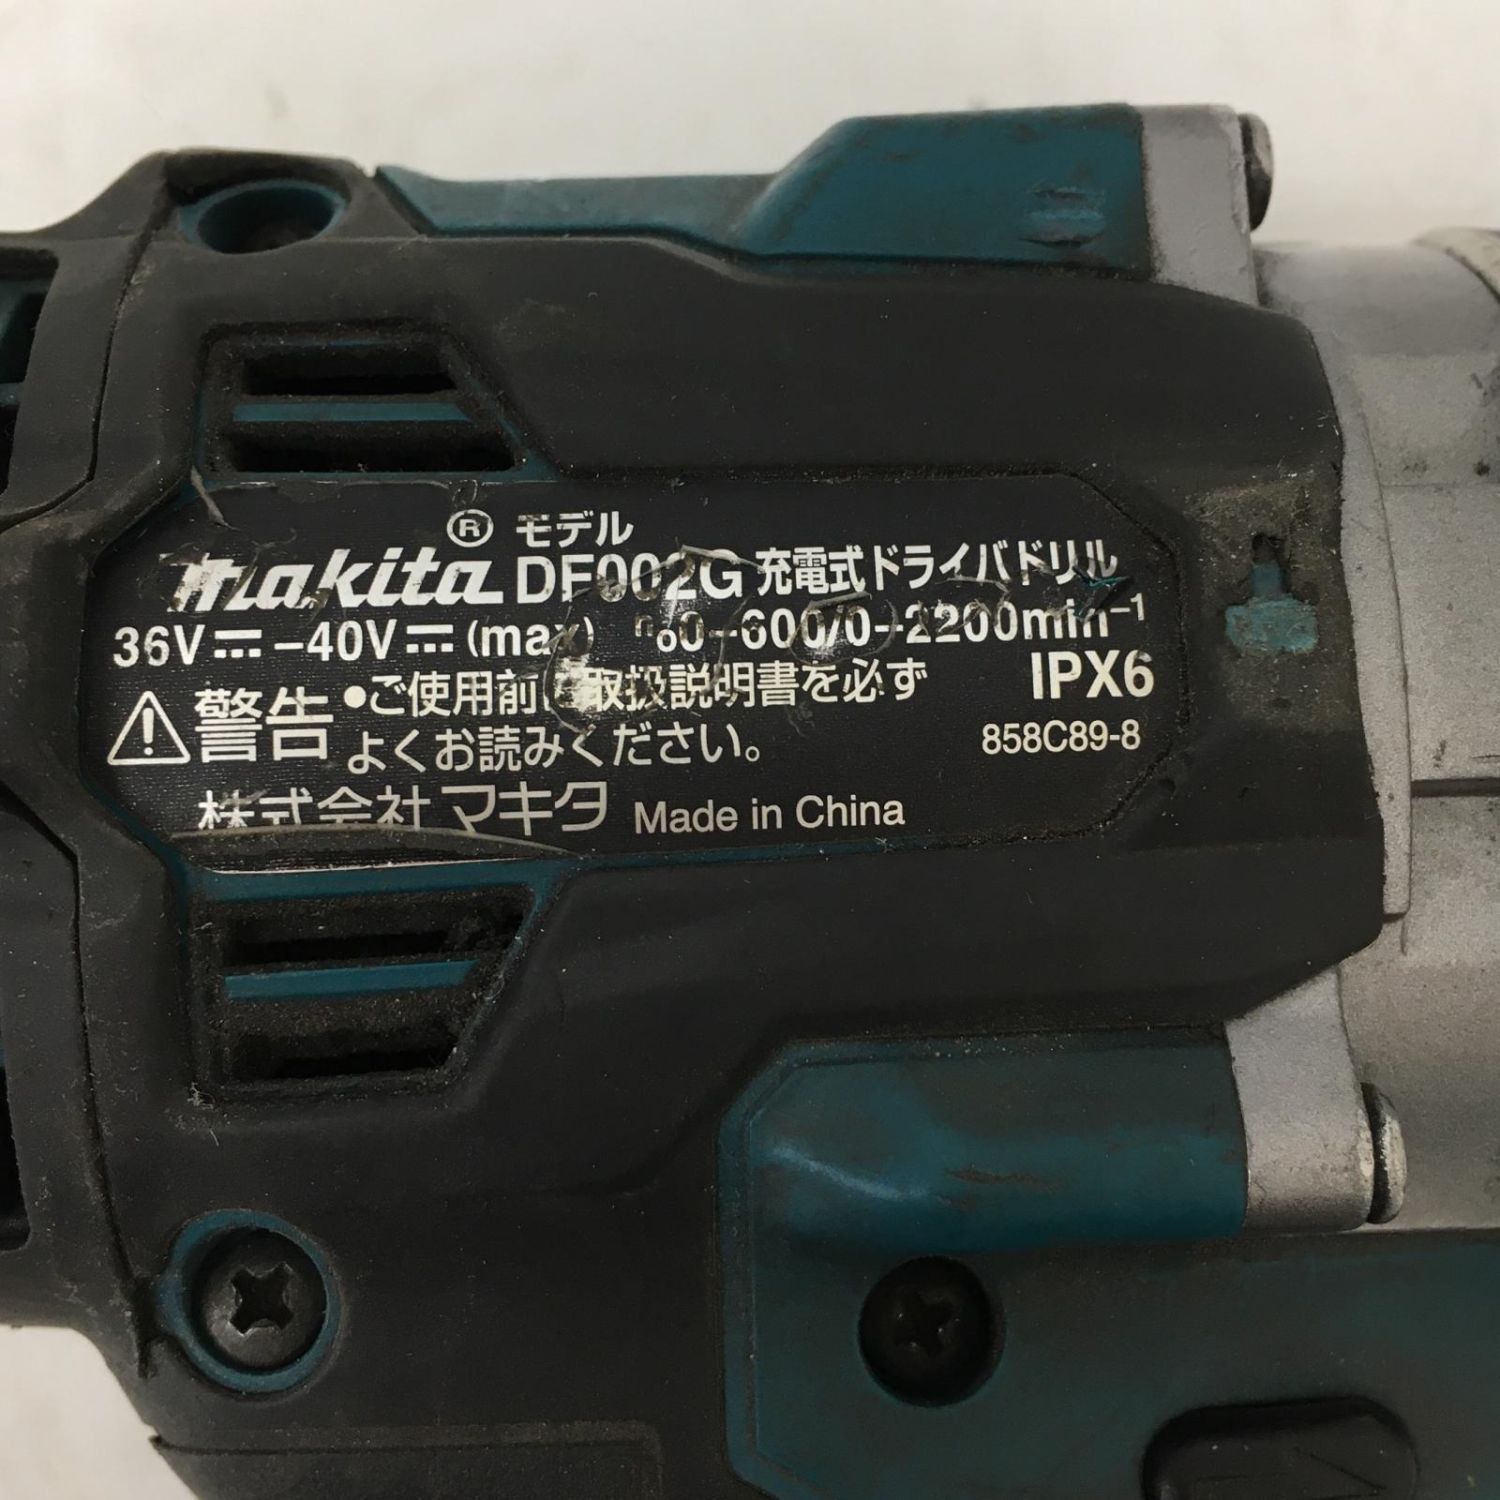 makita® モデル DF002G 充電式ドライバドリル
36V⎓–40V⎓(max) n₀0–600/0–2200min⁻¹
警告 ●ご使用前に取扱説明書を必ず IPX6
よくお読みください。 858C89-8
株式会社マキタ Made in China